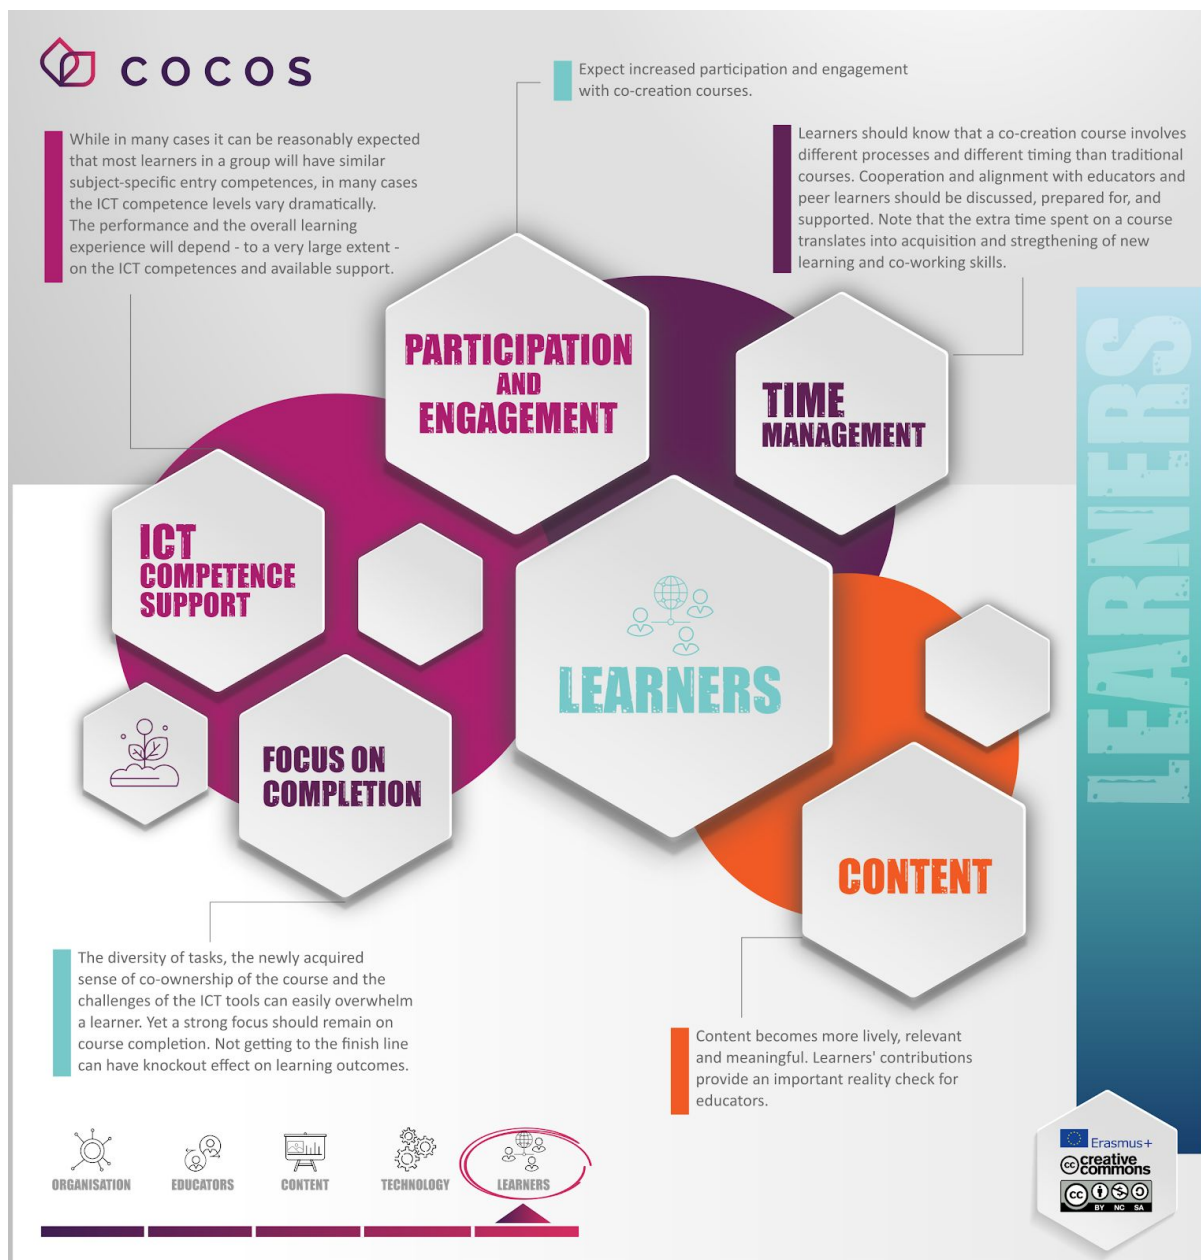 COCOS
Expect increased participation and engagement
with co-creation courses.
While in many cases it can be reasonably expected
that most learners in a group will have similar
subject-specific entry competences, in many cases
the ICT competence levels vary dramatically.
The performance and the overall learning
experience will depend - to a very large extent -
on the ICT competences and available support.
Learners should know that a co-creation course involves
different processes and different timing than traditional
courses. Cooperation and alignment with educators and
peer learners should be discussed, prepared for, and
supported. Note that the extra time spent on a course
translates into acquisition and stregthening of new
learning and co-working skills.
PARTICIPATION
AND
ENGAGEMENT
TIME
MANAGEMENT
ICT
COMPETENCE
SUPPORT
LEARNERS
LEARNERS
FOCUS ON
COMPLETION
CONTENT
The diversity of tasks, the newly acquired
sense of co-ownership of the course and the
challenges of the ICT tools can easily overwhelm
a learner. Yet a strong focus should remain on
course completion. Not getting to the finish line
can have knockout effect on learning outcomes.
Content becomes more lively, relevant
and meaningful. Learners' contributions
provide an important reality check for
educators.
ORGANISATION
EDUCATORS
CONTENT
TECHNOLOGY
LEARNERS
Erasmus+
cc creative
commons
cc
BY NC SA